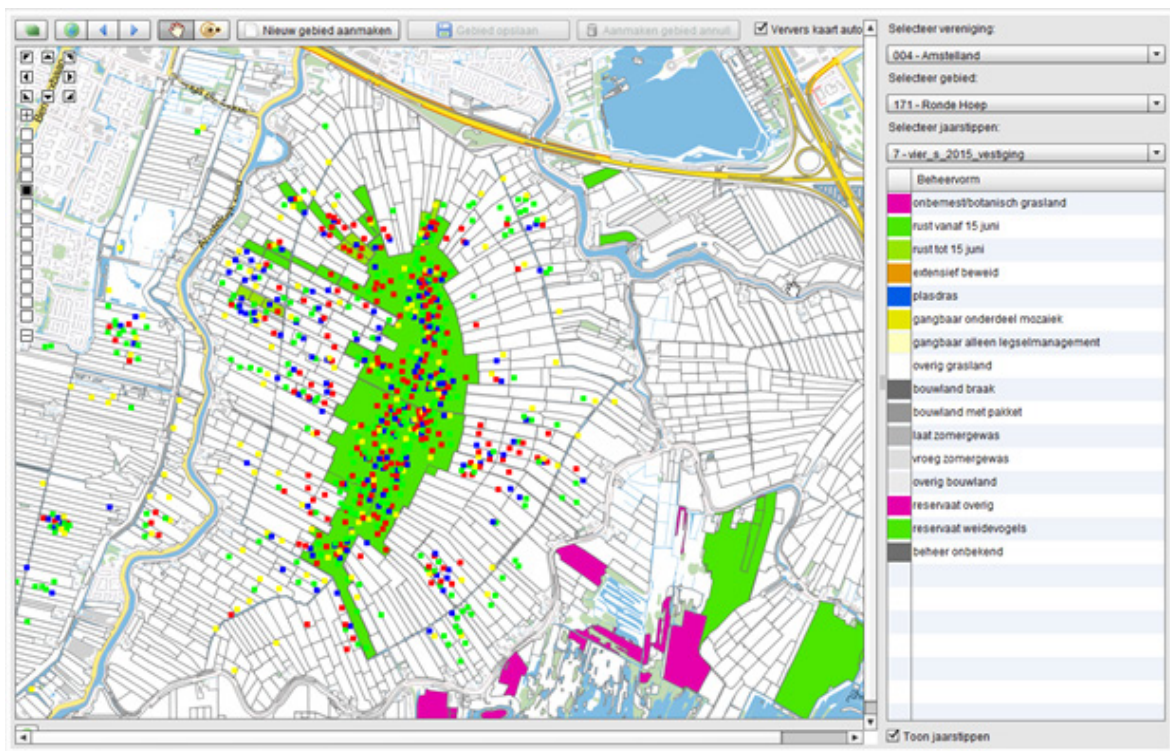 Nieuw gebied aanmaken
Gebied opslaan
Aanmaken gebied annull
Ververs kaart auto
Selecteer vereniging:
004 - Amstelland
Selecteer gebied:
171 - Ronde Hoep
Selecteer jaarstippen:
7 - vier_s_2015_vestiging
Beheervorm
onbemest/botanisch grasland
rust vanaf 15 juni
rust tot 15 juni
extensief beweid
plasdras
gangbaar onderdeel mozaiek
gangbaar alleen legselmanagement
overig grasland
bouwland braak
bouwland met pakket
laat zomergewas
vroeg zomergewas
overig bouwland
reservaat overig
reservaat weidevogels
beheer onbekend
Toon jaarstippen